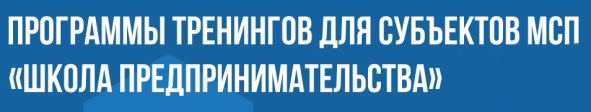 ПРОГРАММЫ ТРЕНИНГОВ ДЛЯ СУБЪЕКТОВ МСП
«ШКОЛА ПРЕДПРИНИМАТЕЛЬСТВА»